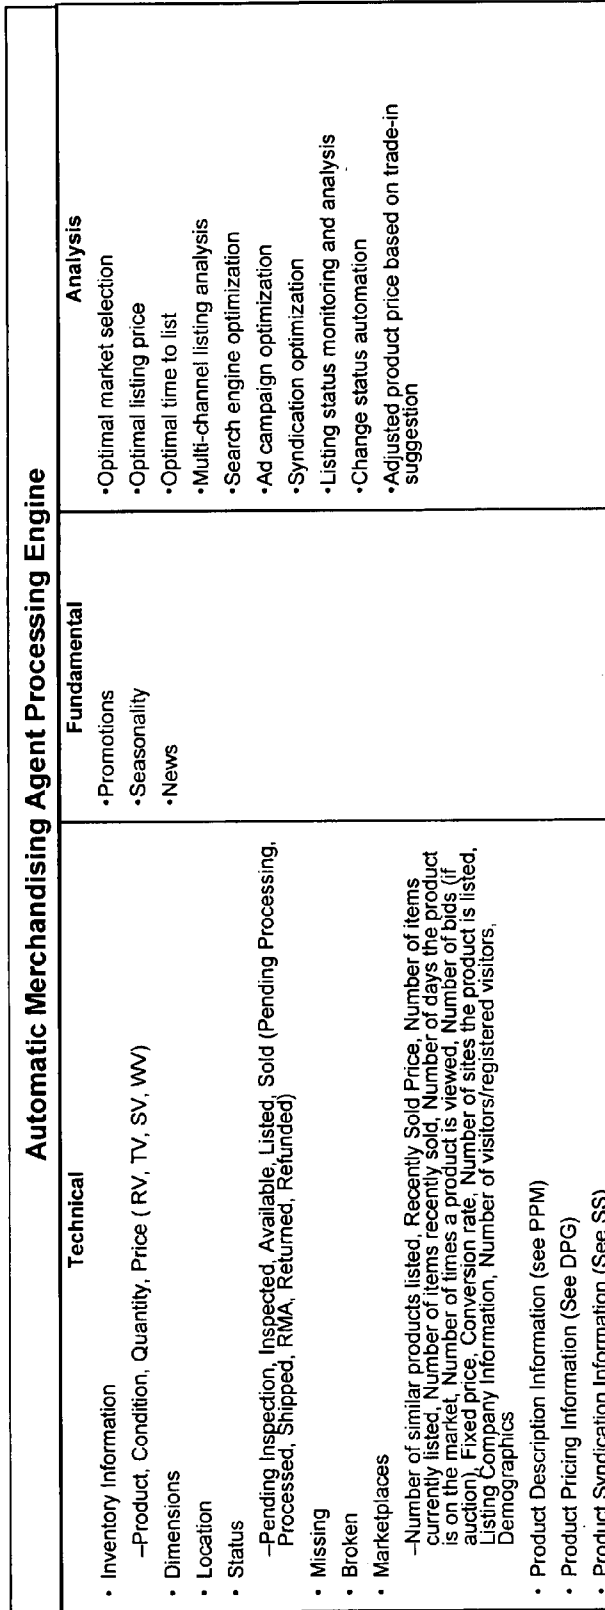 Automatic Merchandising Agent Processing Engine
Technical
• Inventory Information
–Product, Condition, Quantity, Price ( RV, TV, SV, WV)
• Dimensions
• Location
• Status
–Pending Inspection, Inspected, Available, Listed, Sold (Pending Processing,
Processed, Shipped, RMA, Returned, Refunded)
• Missing
• Broken
• Marketplaces
–Number of similar products listed, Recently Sold Price, Number of items
currently listed, Number of items recently sold, Number of days the product
is on the market, Number of times a product is viewed, Number of bids (if
auction), Fixed price, Conversion rate, Number of sites the product is listed,
Listing Company Information, Number of visitors/registered visitors,
Demographics
• Product Description Information (see PPM)
• Product Pricing Information (See DPG)
• Product Syndication Information (See SS)
Fundamental
•Promotions
•Seasonality
•News
Analysis
•Optimal market selection
•Optimal listing price
•Optimal time to list
•Multi-channel listing analysis
•Search engine optimization
•Ad campaign optimization
•Syndication optimization
•Listing status monitoring and analysis
•Change status automation
•Adjusted product price based on trade-in
suggestion